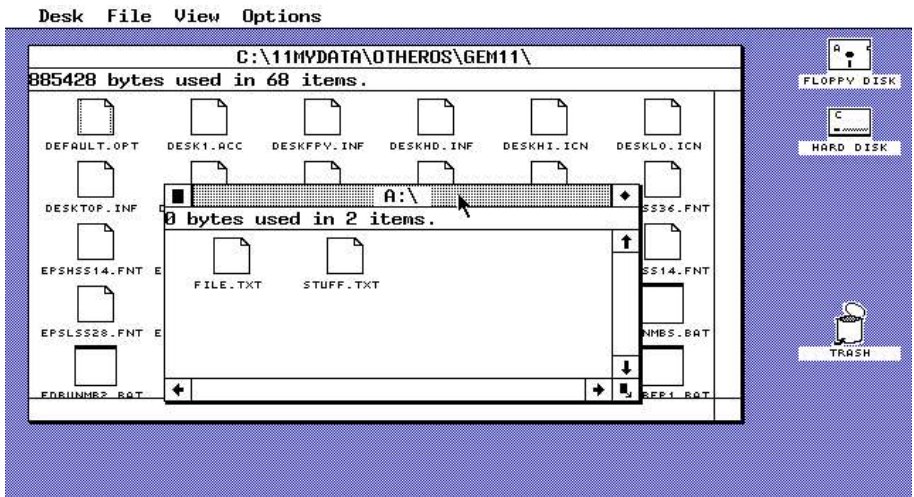 Desk File View Options
C:\11MYDATA\OTHEROS\GEM11\
885428 bytes used in 68 items.
DEFAULT.OPT DESK1.ACC DESKFPY.INF DESKHD.INF DESKHI.ICN DESKLO.ICN
DESKTOP.INF SS36.FNT
EPSHSS14.FNT E SS14.FNT
EPSLSS28.FNT E NMBS.BAT
A:\
0 bytes used in 2 items.
FILE.TXT STUFF.TXT
A
FLOPPY DISK
C
HARD DISK
TRASH